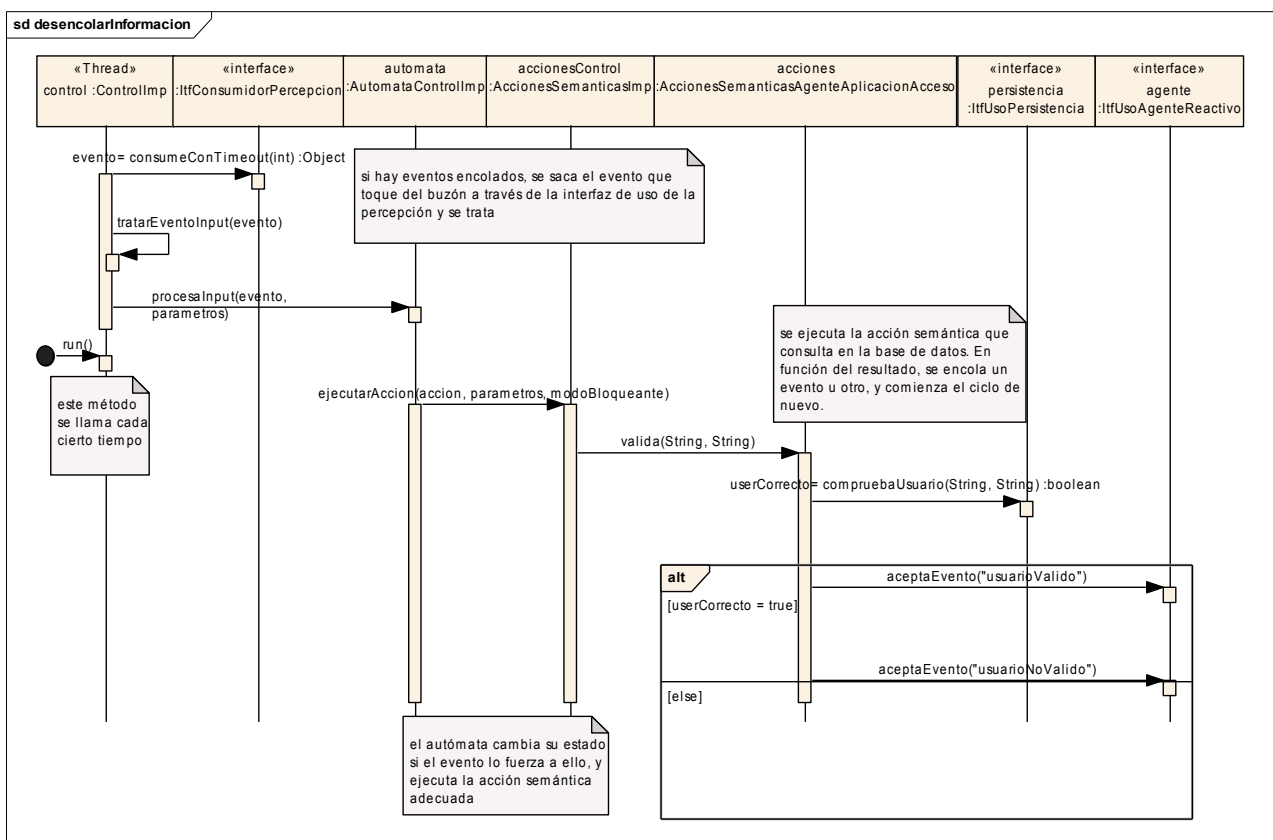 sd desencolarInformacion
«Thread»
control :ControlImp
«interface»
:ItfConsumidorPercepcion
automata
:AutomataControlImp
accionesControl
:AccionesSemanticasImp
acciones
:AccionesSemanticasAgenteAplicacionAcceso
«interface»
persistencia
:ItfUsoPersistencia
«interface»
agente
:ItfUsoAgenteReactivo
evento= consumeConTimeout(int) :Object
si hay eventos encolados, se saca el evento que
toque del buzón a través de la interfaz de uso de la
percepción y se trata
tratarEventoInput(evento)
procesaInput(evento,
parametros)
run()
este método
se llama cada
cierto tiempo
se ejecuta la acción semántica que
consulta en la base de datos. En
función del resultado, se encola un
evento u otro, y comienza el ciclo de
nuevo.
ejecutarAccion(accion, parametros, modoBloqueante)
valida(String, String)
userCorrecto= compruebaUsuario(String, String) :boolean
alt
aceptaEvento("usuarioValido")
[userCorrecto = true]
aceptaEvento("usuarioNoValido")
[else]
el autómata cambia su estado
si el evento lo fuerza a ello, y
ejecuta la acción semántica
adecuada